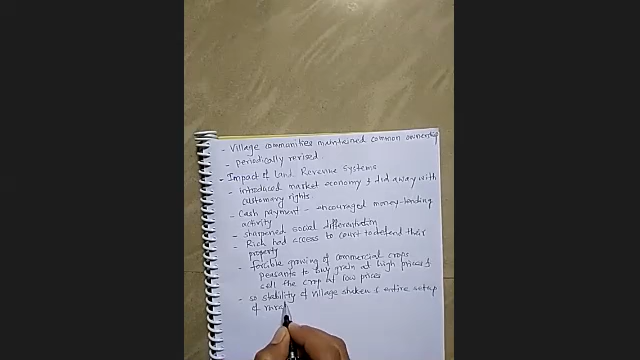 - Village communities maintained common ownership
- periodically revised.
- Impact of Land Revenue Systems
- introduced market economy & did away with
customary rights.
- Cash payment - encouraged money-lending
activity
- sharpened social differentiation
- Rich had access to court to defend their
property
- forcible growing of commercial crops.
peasants to buy grain at high prices &
sell the crop at low prices
- so stability of village shaken & entire setup
of rural